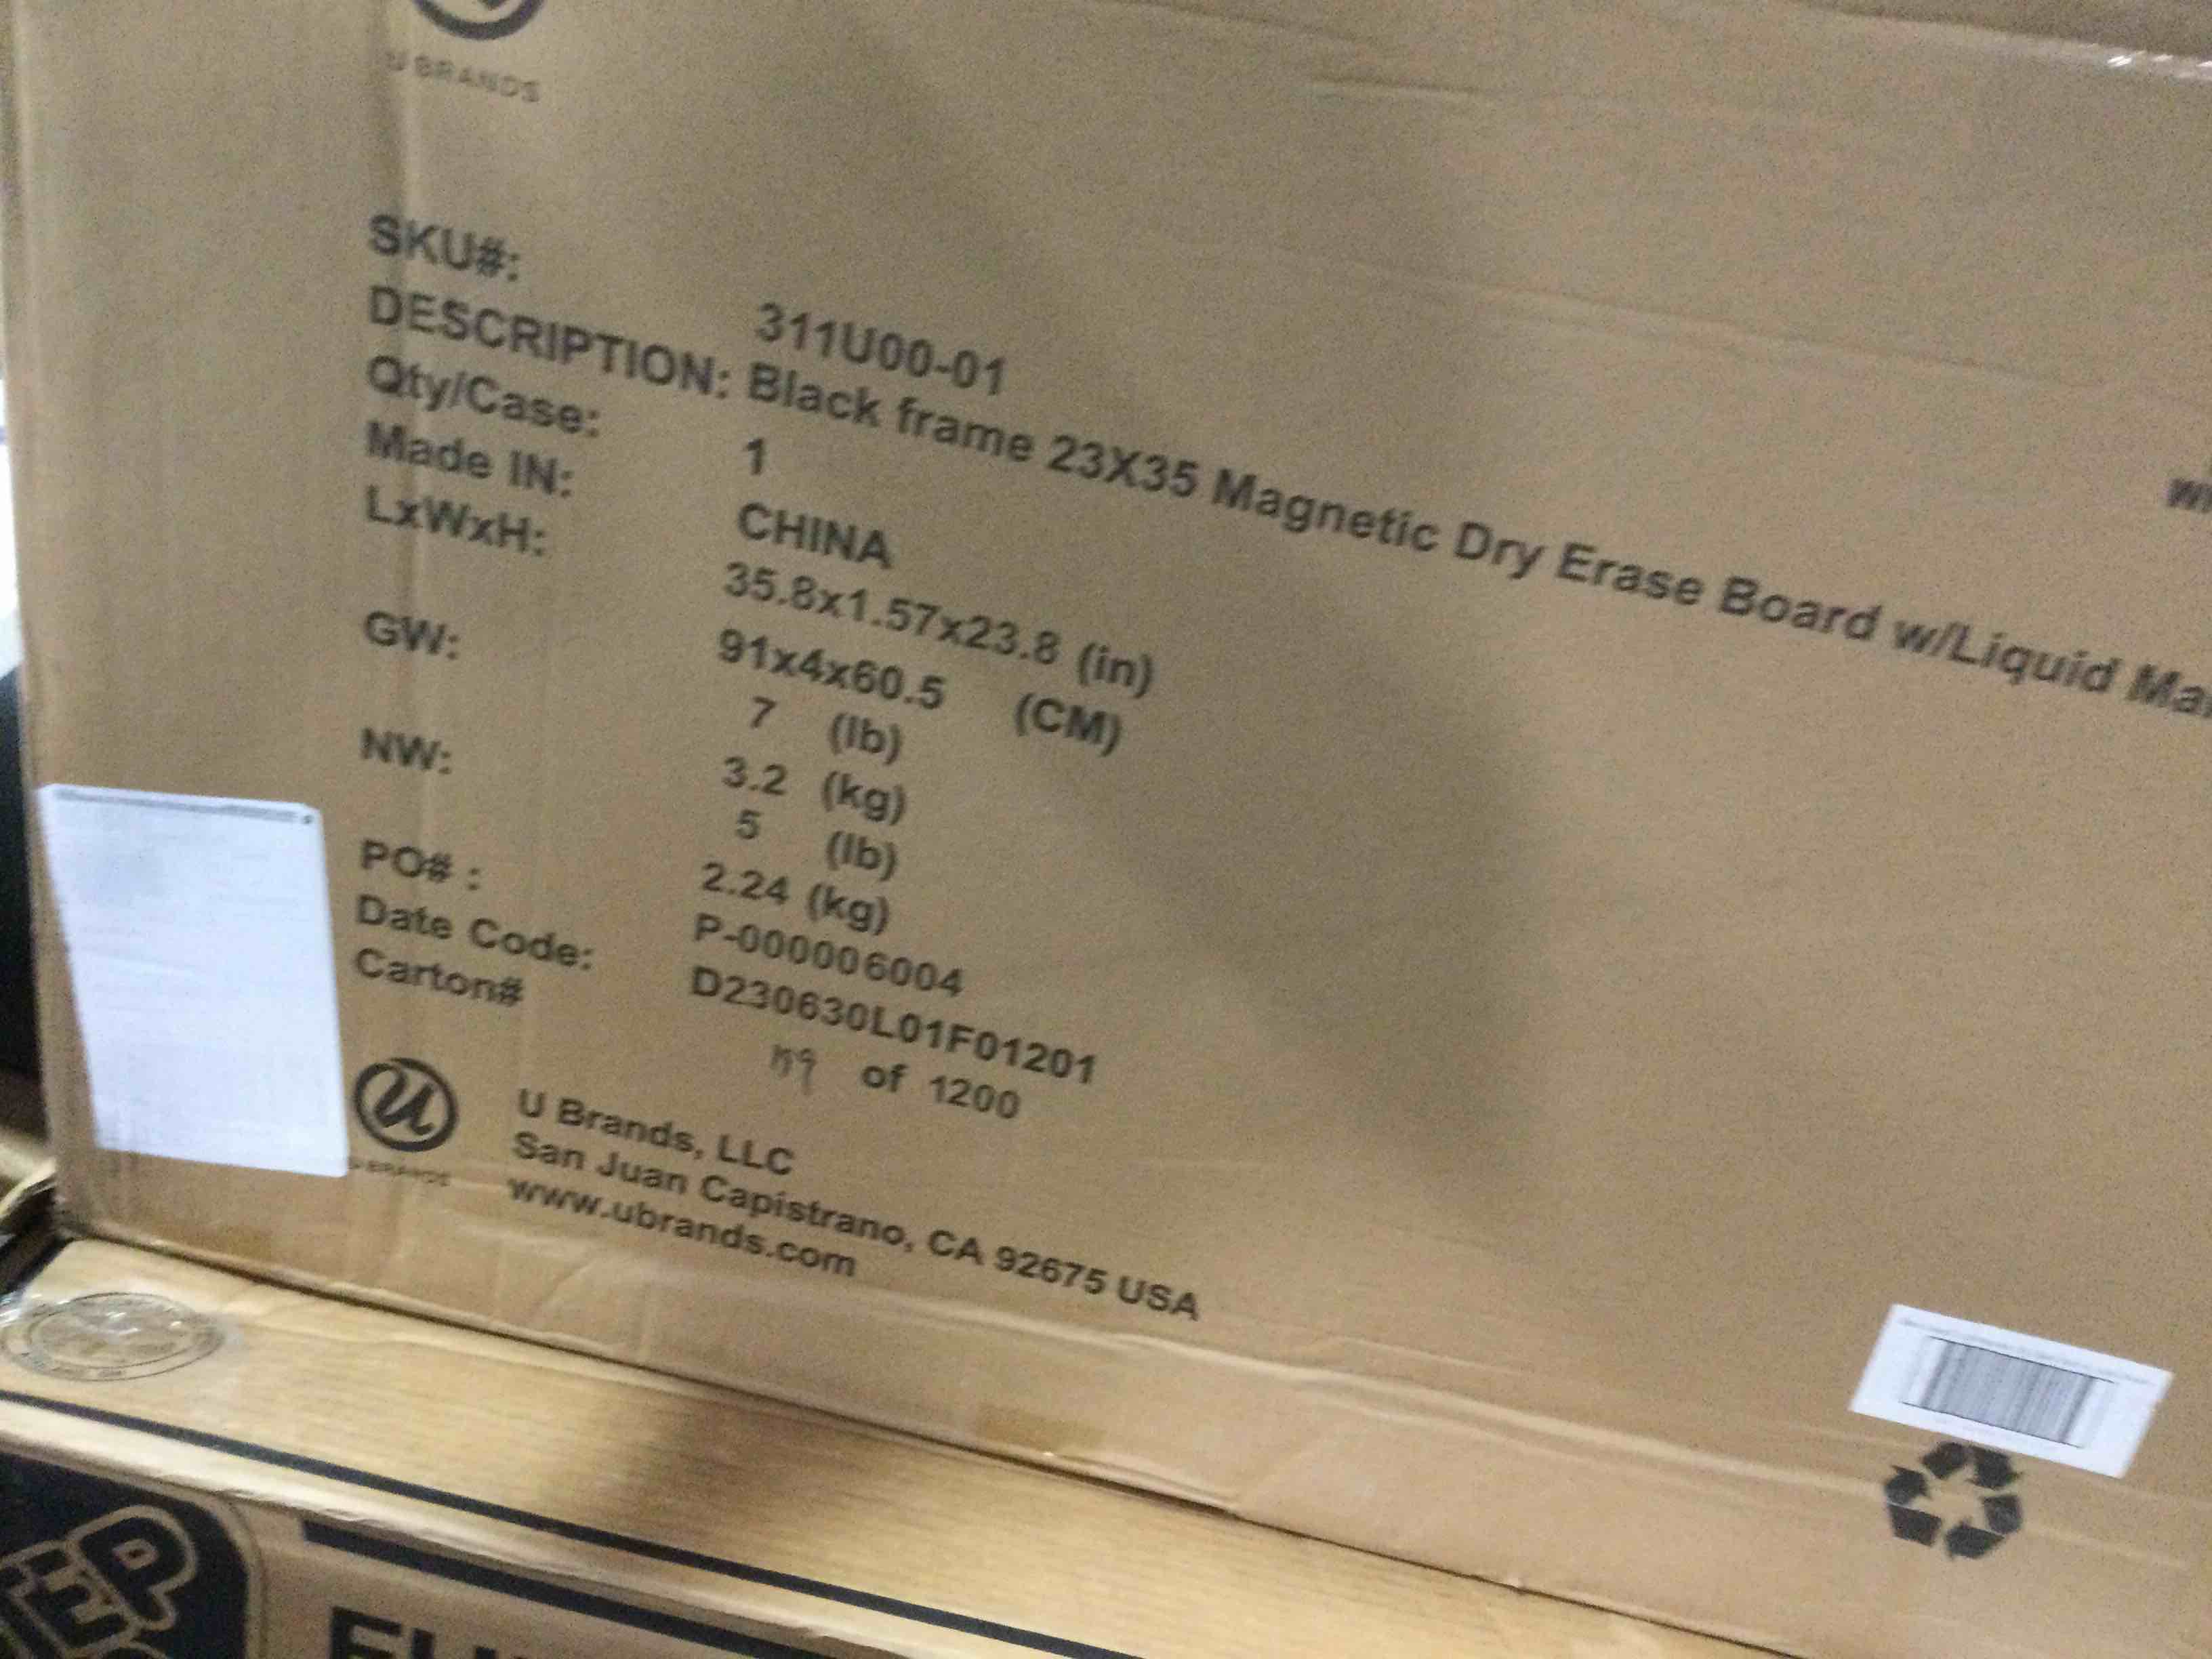 U BRANDS
SKU#: 311U00-01
DESCRIPTION: Black frame 23X35 Magnetic Dry Erase Board w/Liquid
Qty/Case: 1
Made IN: CHINA
LxWxH: 35.8x1.57x23.8 (in)
91x4x60.5 (CM)
GW: 7 (lb)
3.2 (kg)
NW: 5 (lb)
2.24 (kg)
PO# : P-000006004
Date Code: D230630L01F01201
Carton# of 1200
U BRANDS
U Brands, LLC
San Juan Capistrano, CA 92675 USA
www.ubrands.com